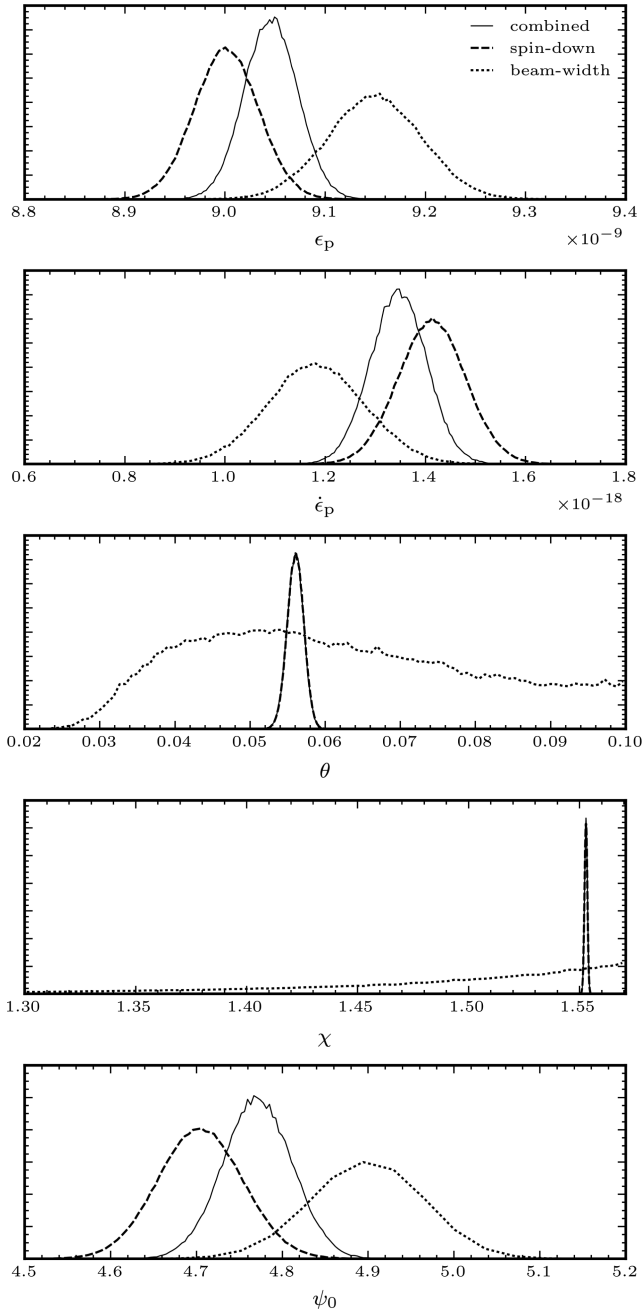 combined
spin-down
beam-width
8.8 8.9 9.0 9.1 9.2 9.3 9.4
ϵp ×10−9
0.6 0.8 1.0 1.2 1.4 1.6 1.8
ϵ̇p ×10−18
0.02 0.03 0.04 0.05 0.06 0.07 0.08 0.09 0.10
θ
1.30 1.35 1.40 1.45 1.50 1.55
χ
4.5 4.6 4.7 4.8 4.9 5.0 5.1 5.2
ψ0